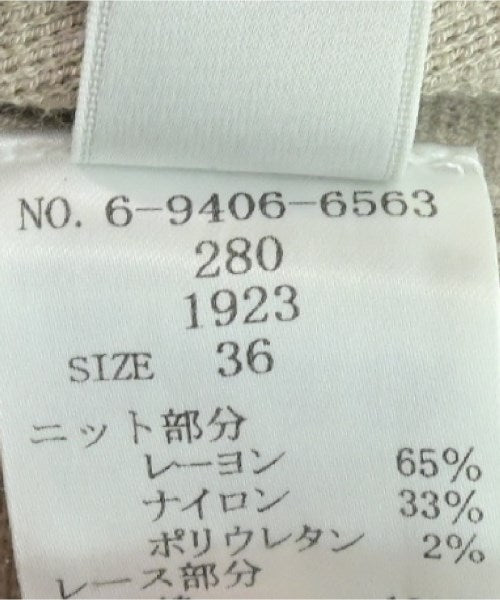 NO. 6-9406-6563
280
1923
SIZE 36
ニット部分
レーヨン 65%
ナイロン 33%
ポリウレタン 2%
レース部分